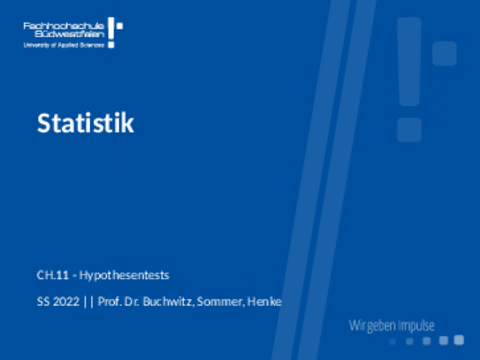 Fachhochschule
Südwestfalen
University of Applied Sciences
Statistik
CH.11 - Hypothesentests
SS 2022 || Prof. Dr. Buchwitz, Sommer, Henke
Wir geben Impulse